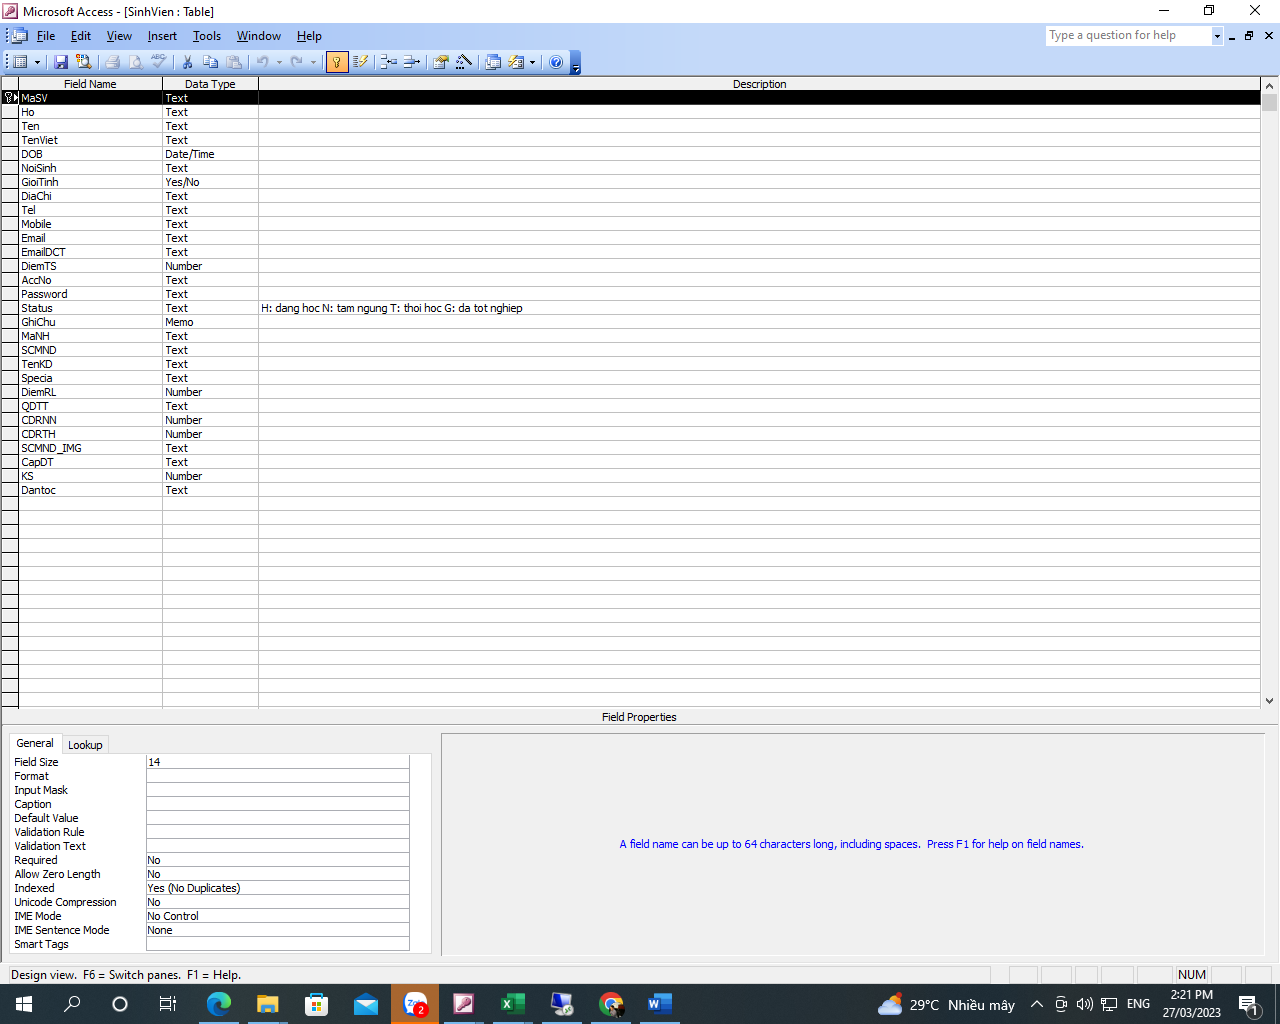 Microsoft Access - [SinhVien : Table]
File Edit View Insert Tools Window Help Type a question for help
Field Name Data Type Description
MaSV Text
Ho Text
Ten Text
TenViet Text
DOB Date/Time
NoiSinh Text
GioiTinh Yes/No
DiaChi Text
Tel Text
Mobile Text
Email Text
EmailDCT Text
DiemTS Number
AccNo Text
Password Text
Status Text H: dang hoc N: tam ngung T: thoi hoc G: da tot nghiep
GhiChu Memo
MaNH Text
SCMND Text
TenKD Text
Specia Text
DiemRL Number
QDTT Text
CDRNN Number
CDRTH Number
SCMND_IMG Text
CapDT Text
KS Number
Dantoc Text
Field Properties
General Lookup
Field Size 14
Format
Input Mask
Caption
Default Value
Validation Rule
Validation Text
Required No
Allow Zero Length No
Indexed Yes (No Duplicates)
Unicode Compression No
IME Mode No Control
IME Sentence Mode None
Smart Tags
A field name can be up to 64 characters long, including spaces. Press F1 for help on field names.
Design view. F6 = Switch panes. F1 = Help. NUM
2 29°C Nhiều mây ENG 2:21 PM
27/03/2023 1